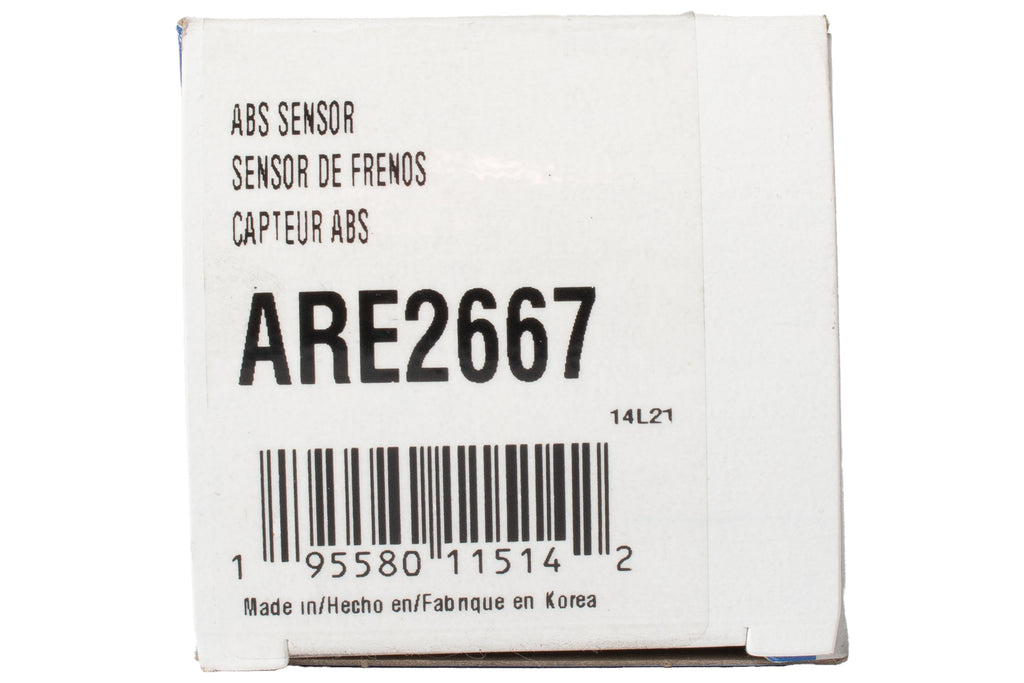 ABS SENSOR
SENSOR DE FRENOS
CAPTEUR ABS
ARE2667
14L21
1 95580 11514 2
Made in/Hecho en/Fabrique en Korea